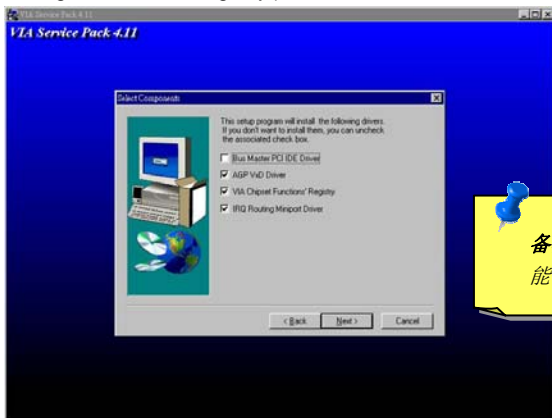 VIA Service Pack 4.11
VIA Service Pack 4.11
Select Components
This setup program will install the following drivers.
If you don't want to install them, you can uncheck
the associated check box.
Bus Master PCI IDE Driver
AGP VxD Driver
VIA Chipset Functions' Registry
IRQ Routing Miniport Driver
< Back
Next >
Cancel
备
能